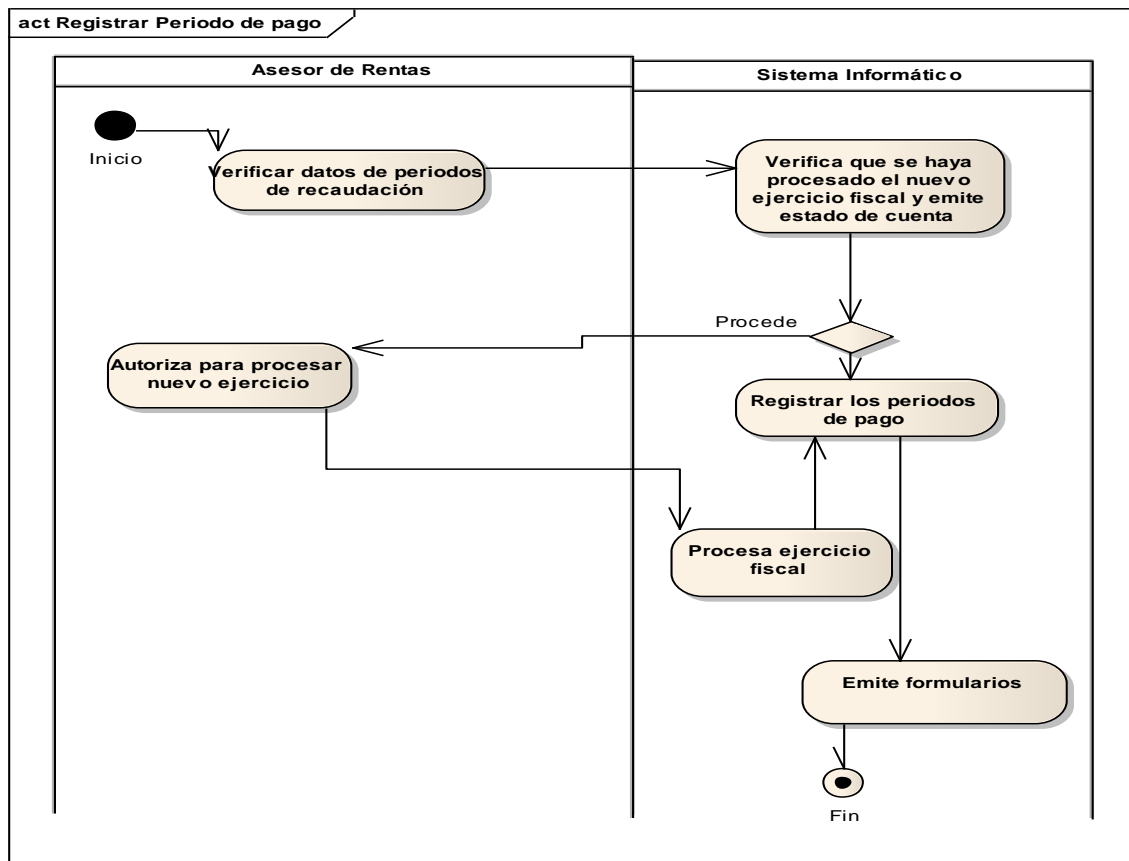 act Registrar Periodo de pago
Asesor de Rentas
Sistema Informático
Inicio
Verificar datos de periodos
de recaudación
Verifica que se haya
procesado el nuevo
ejercicio fiscal y emite
estado de cuenta
Procede
Autoriza para procesar
nuevo ejercicio
Registrar los periodos
de pago
Procesa ejercicio
fiscal
Emite formularios
Fin